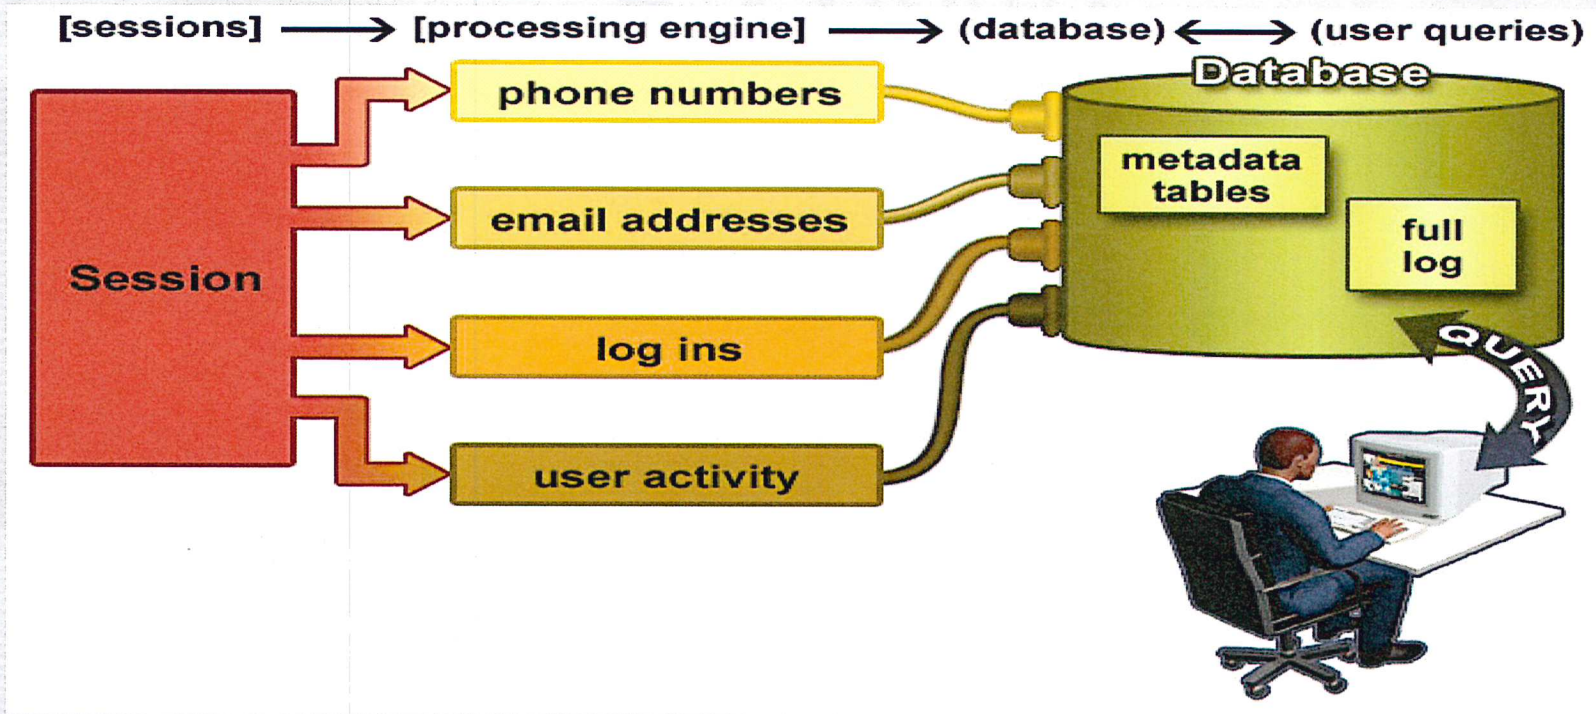 [sessions] → [processing engine] → (database) ↔ (user queries)
Database
phone numbers
metadata
tables
email addresses
full
log
Session
QUERY
log ins
user activity